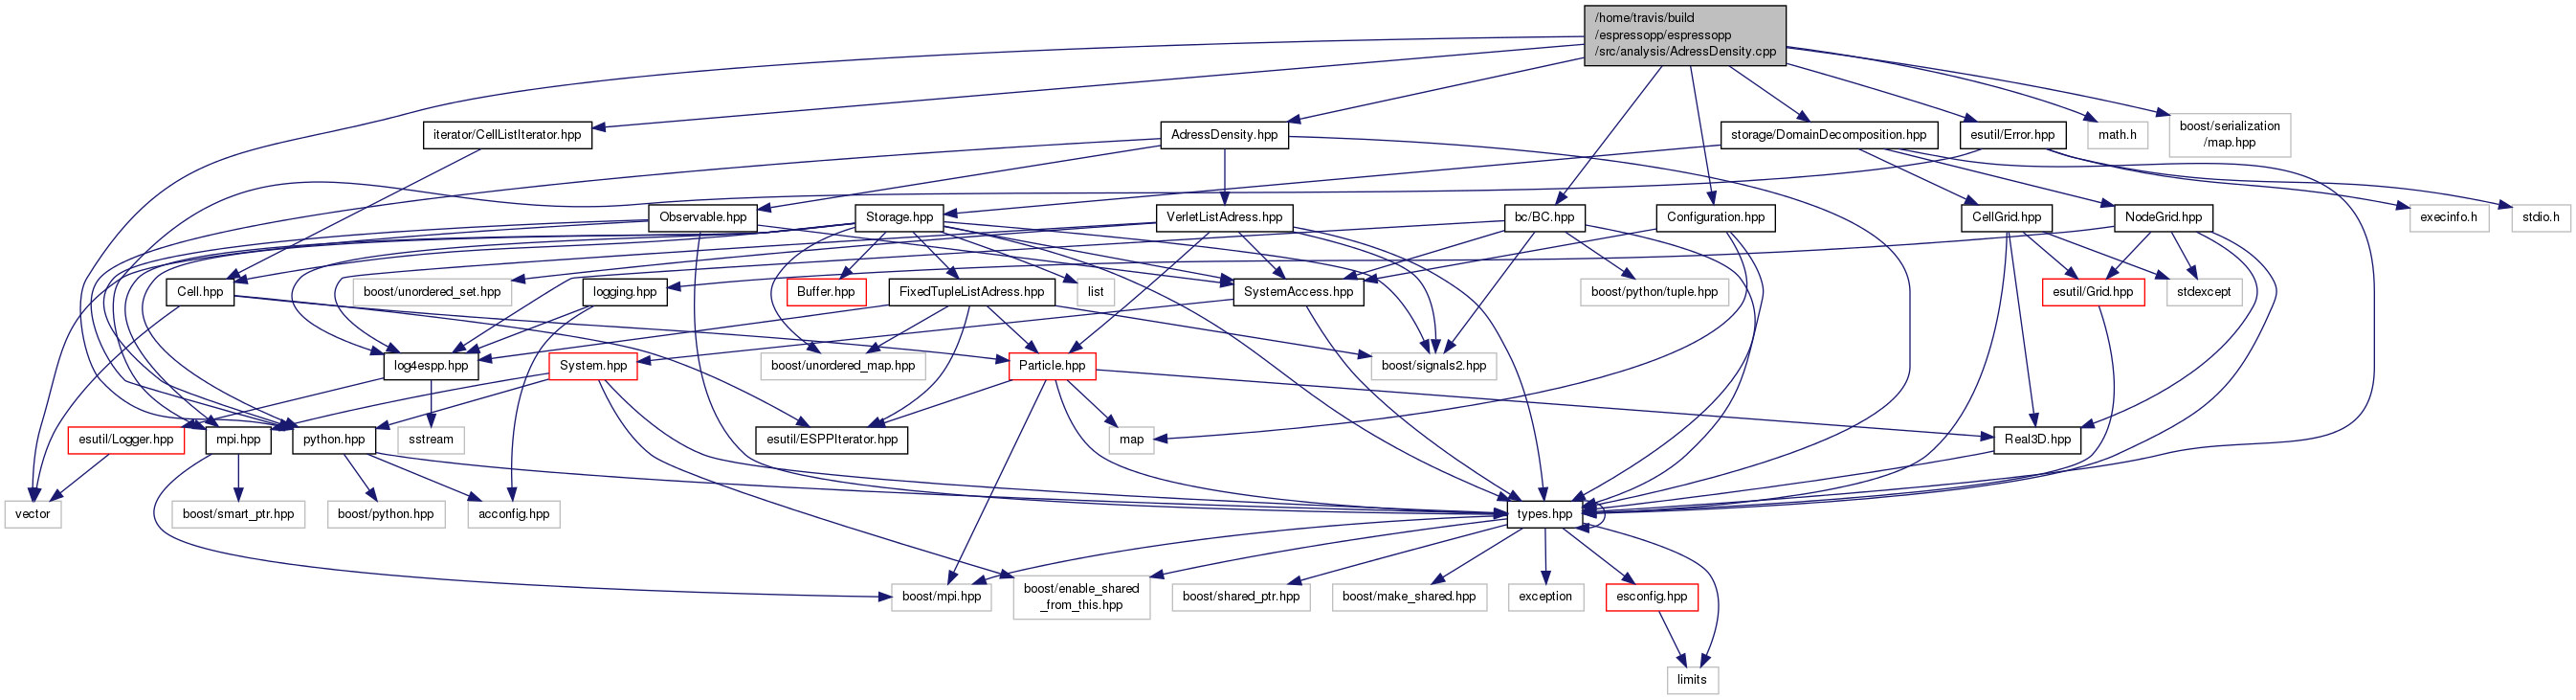 /home/travis/build
/espressopp/espressopp
/src/analysis/AdressDensity.cpp
iterator/CellListIterator.hpp
AdressDensity.hpp
storage/DomainDecomposition.hpp
esutil/Error.hpp
math.h
boost/serialization
/map.hpp
Observable.hpp
Storage.hpp
VerletListAdress.hpp
bc/BC.hpp
Configuration.hpp
CellGrid.hpp
NodeGrid.hpp
execinfo.h
stdio.h
Cell.hpp
boost/unordered_set.hpp
logging.hpp
Buffer.hpp
FixedTupleListAdress.hpp
list
SystemAccess.hpp
boost/python/tuple.hpp
esutil/Grid.hpp
stdexcept
log4espp.hpp
System.hpp
boost/unordered_map.hpp
Particle.hpp
boost/signals2.hpp
esutil/Logger.hpp
mpi.hpp
python.hpp
sstream
esutil/ESPPIterator.hpp
map
Real3D.hpp
vector
boost/smart_ptr.hpp
boost/python.hpp
acconfig.hpp
types.hpp
boost/mpi.hpp
boost/enable_shared
_from_this.hpp
boost/shared_ptr.hpp
boost/make_shared.hpp
exception
esconfig.hpp
limits